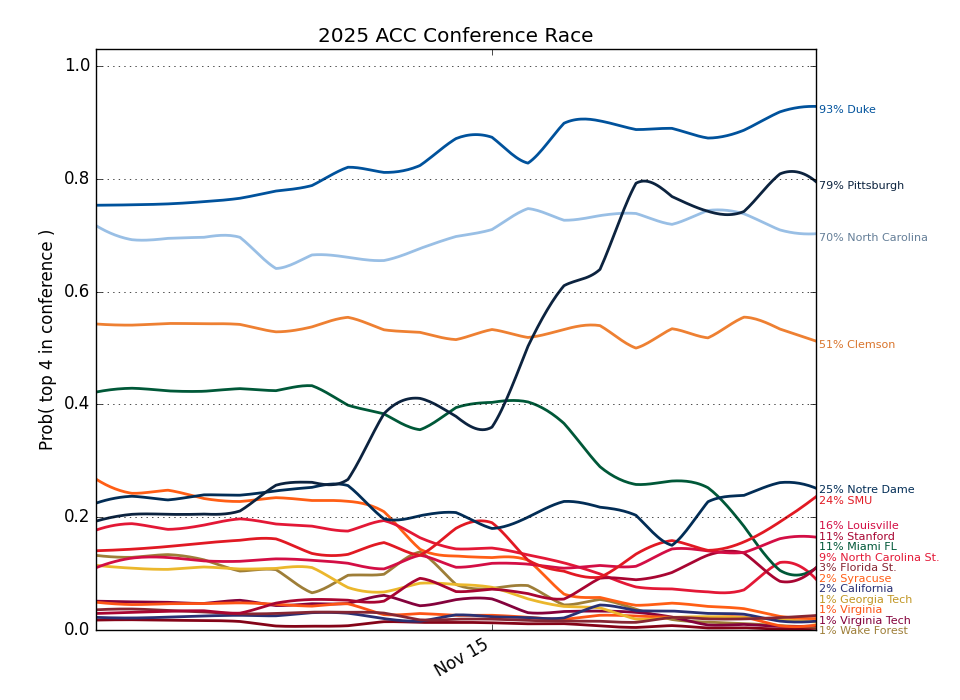 2025 ACC Conference Race
1.0
0.8
0.6
0.4
0.2
0.0
Prob( top 4 in conference )
Nov 15
93% Duke
79% Pittsburgh
70% North Carolina
51% Clemson
25% Notre Dame
24% SMU
16% Louisville
11% Stanford
11% Miami FL
9% North Carolina St.
3% Florida St.
2% Syracuse
2% California
1% Georgia Tech
1% Virginia
1% Virginia Tech
1% Wake Forest